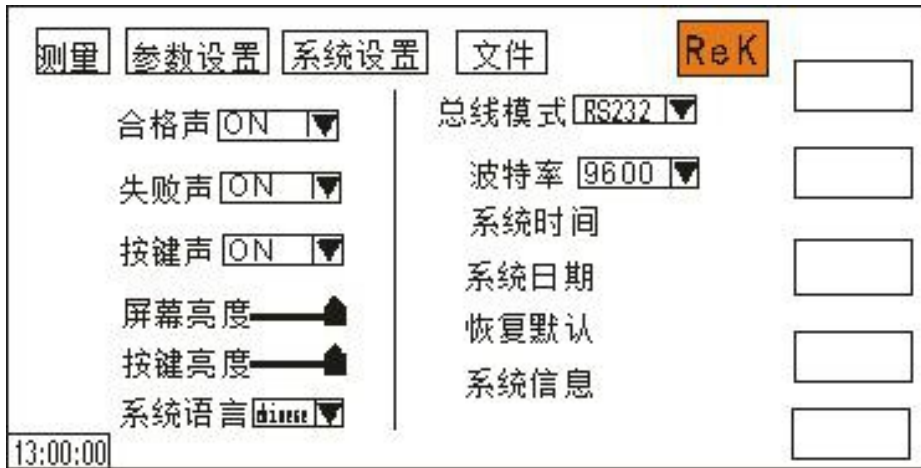 测量 参数设置 系统设置 文件 ReK
合格声 ON
失败声 ON
按键声 ON
屏幕亮度
按键亮度
系统语言 chinese
总线模式 RS232
波特率 9600
系统时间
系统日期
恢复默认
系统信息
13:00:00